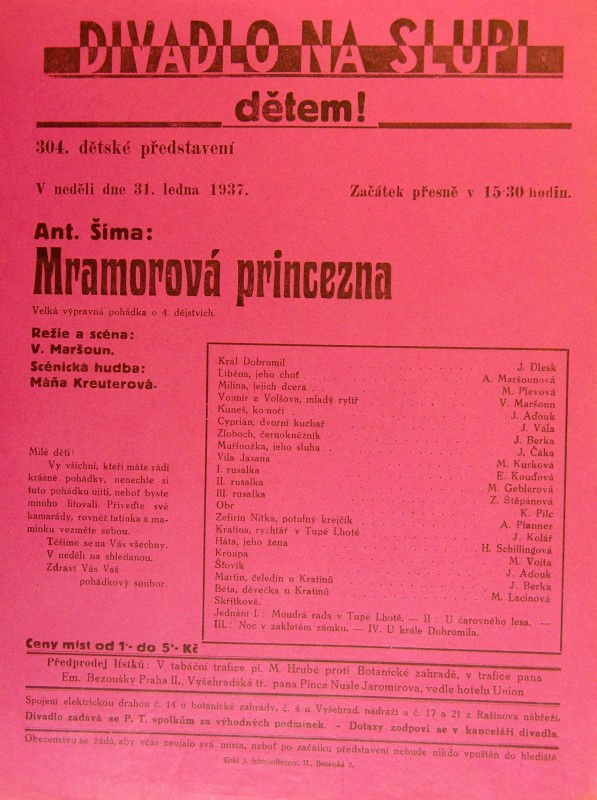 DIVADLO NA SLUPI
dětem!
304. dětské představení
V neděli dne 31. ledna 1937. Začátek přesně v 15·30 hodin.
Ant. Šíma:
Mramorová princezna
Velká výpravná pohádka o 4. dějstvích.
Režie a scéna:
V. Maršoun.
Scénická hudba:
Máňa Kreuterová.
Milé děti!
Vy všichni, kteří máte rádi
krásné pohádky, nenechte si
tuto pohádku ujíti, neboť byste
mnoho litovali. Přiveďte své
kamarády, rovněž tatínka a ma-
minku vezměte sebou.
Těšíme se na Vás všechny.
V neděli na shledanou.
Zdraví Vás Váš
pohádkový soubor.
Král Dobromil J. Dlesk
Liběna, jeho choť A. Maršounová
Milina, jejich dcera M. Plevová
Vojmír z Volšova, mladý rytíř V. Maršoun
Kuneš, komoří J. Aďouk
Cyprián, dvorní kuchař J. Vála
Zloboch, černokněžník J. Berka
Muřínožka, jeho sluha J. Čáka
Víla Jasana M. Kurková
I. rusalka E. Kouďová
II. rusalka M. Geblerová
III. rusalka Z. Štěpánová
Obr K. Pilc
Zefirin Nitka, potulný krejčík A. Planner
Kratina, rychtář v Tupé Lhotě J. Kolář
Háta, jeho žena H. Schillingová
Kroupa M. Vojta
Šťovík J. Aďouk
Martin, čeledín u Kratinů J. Berka
Běta, děvečka u Kratinů M. Lacinová
Skřítkové.
Jednání I.: Moudrá rada v Tupé Lhotě. — II: U čarovného lesa. —
III.: Noc v zakletém zámku. — IV. U krále Dobromila.
Ceny míst od 1·- do 5·- Kč
Předprodej lístků: V tabáční trafice pí. M. Hrubé proti Botanické zahradě, v trafice pana
Em. Bezoušky Praha II., Vyšehradská tř. pana Pince Nusle Jaromírova, vedle hotelu Union
Spojení elektrickou drahou č. 14 u botanické zahrady, č. 4 u Vyšehrad. nádraží a č. 17 a 21 z Rašínova nábřeží.
Divadlo zadává se P. T. spolkům za výhodných podmínek. - Dotazy zodpoví se v kanceláři divadla.
Obecenstvo se žádá, aby včas zaujalo svá místa, neboť po začátku představení nebude nikdo vpuštěn do hlediště.
Tiskl J. Schmiedberger, II., Benátská 2.